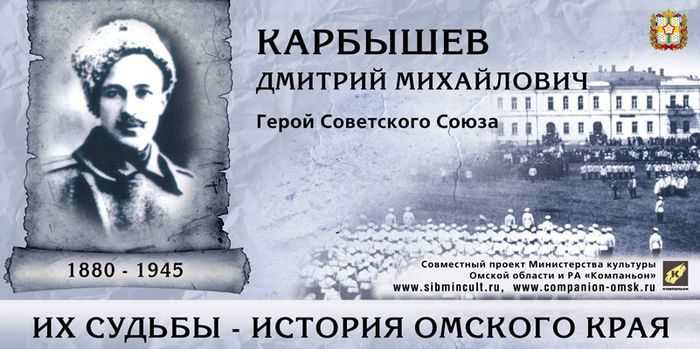 КАРБЫШЕВ
ДМИТРИЙ МИХАЙЛОВИЧ
Герой Советского Союза
1880 - 1945
Совместный проект Министерства культуры
Омской области и РА «Компаньон»
www.sibmincult.ru, www.companion-omsk.ru
К
КОМПАНЬОН
ИХ СУДЬБЫ - ИСТОРИЯ ОМСКОГО КРАЯ